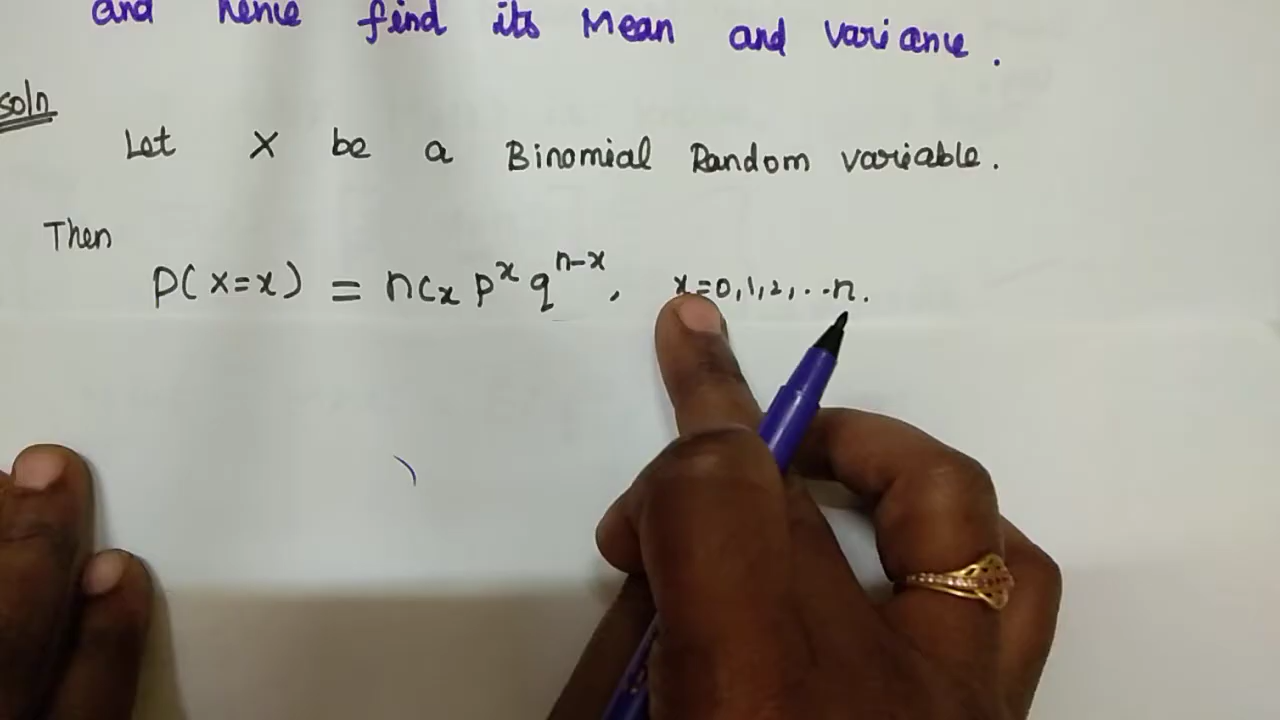 and hence find its Mean and variance.
soln
Let X be a Binomial Random variable.
Then
P(X=x) = nCx p^x q^{n-x}, x=0,1,2,..n.